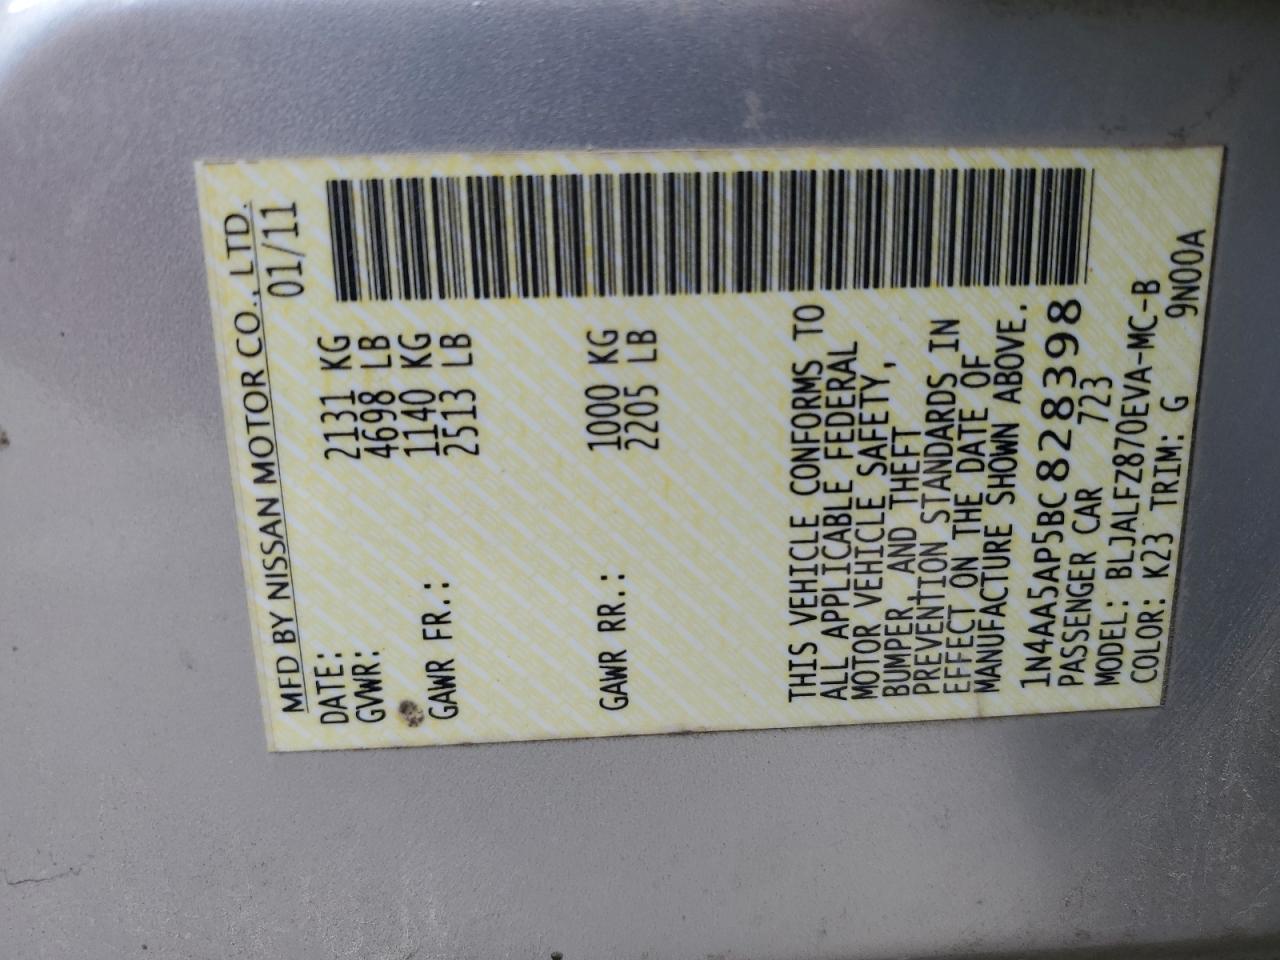 MFD BY NISSAN MOTOR CO., LTD.
DATE: 01/11
GVWR: 2131 KG
4698 LB
GAWR FR.: 1140 KG
2513 LB
GAWR RR.: 1000 KG
2205 LB
THIS VEHICLE CONFORMS TO
ALL APPLICABLE FEDERAL
MOTOR VEHICLE SAFETY,
BUMPER, AND THEFT
PREVENTION STANDARDS IN
EFFECT ON THE DATE OF
MANUFACTURE SHOWN ABOVE.
1N4AA5AP5BC828398
PASSENGER CAR 723
MODEL: BLJALFZ870EVA-MC-B
COLOR: K23 TRIM: G 9N00A